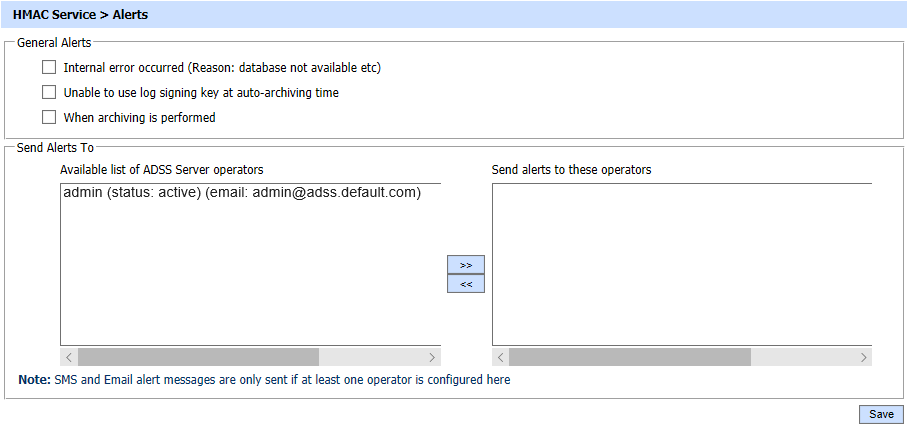 HMAC Service > Alerts
General Alerts
Internal error occurred (Reason: database not available etc)
Unable to use log signing key at auto-archiving time
When archiving is performed
Send Alerts To
Available list of ADSS Server operators
Send alerts to these operators
admin (status: active) (email: admin@adss.default.com)
>>
<<
Note: SMS and Email alert messages are only sent if at least one operator is configured here
Save